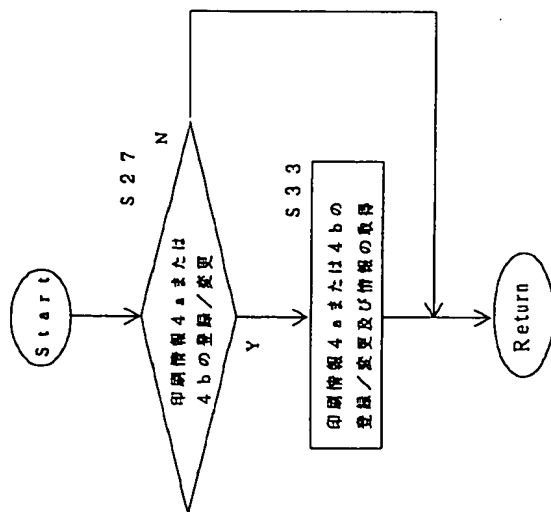 Start
S27
印刷情報4aまたは
4bの登録/変更
N
Y
S33
印刷情報4aまたは4bの
登録/変更及び情報の取得
Return